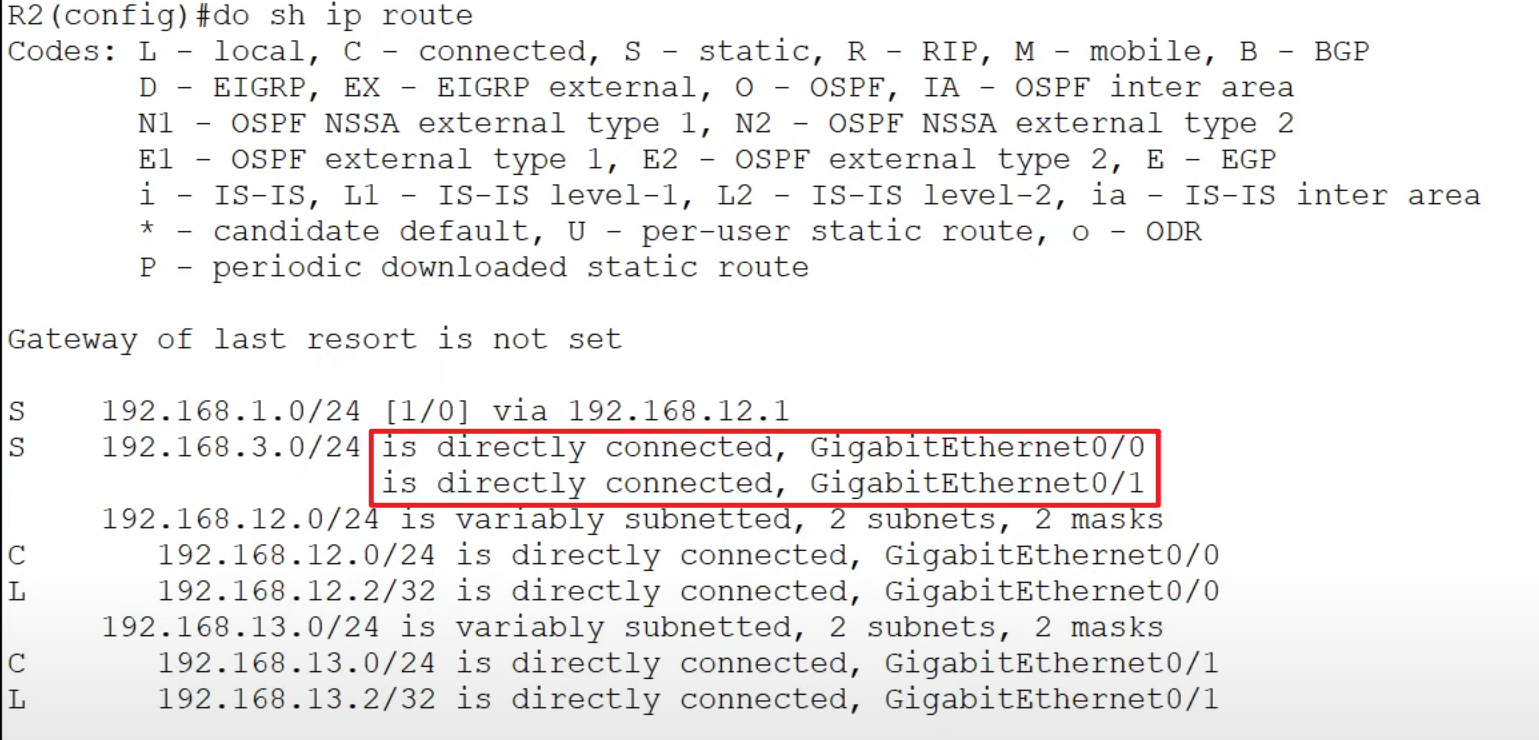 R2(config)#do sh ip route
Codes: L - local, C - connected, S - static, R - RIP, M - mobile, B - BGP
       D - EIGRP, EX - EIGRP external, O - OSPF, IA - OSPF inter area
       N1 - OSPF NSSA external type 1, N2 - OSPF NSSA external type 2
       E1 - OSPF external type 1, E2 - OSPF external type 2, E - EGP
       i - IS-IS, L1 - IS-IS level-1, L2 - IS-IS level-2, ia - IS-IS inter area
       * - candidate default, U - per-user static route, o - ODR
       P - periodic downloaded static route
Gateway of last resort is not set
S    192.168.1.0/24 [1/0] via 192.168.12.1
S    192.168.3.0/24 is directly connected, GigabitEthernet0/0
                    is directly connected, GigabitEthernet0/1
     192.168.12.0/24 is variably subnetted, 2 subnets, 2 masks
C       192.168.12.0/24 is directly connected, GigabitEthernet0/0
L       192.168.12.2/32 is directly connected, GigabitEthernet0/0
     192.168.13.0/24 is variably subnetted, 2 subnets, 2 masks
C       192.168.13.0/24 is directly connected, GigabitEthernet0/1
L       192.168.13.2/32 is directly connected, GigabitEthernet0/1